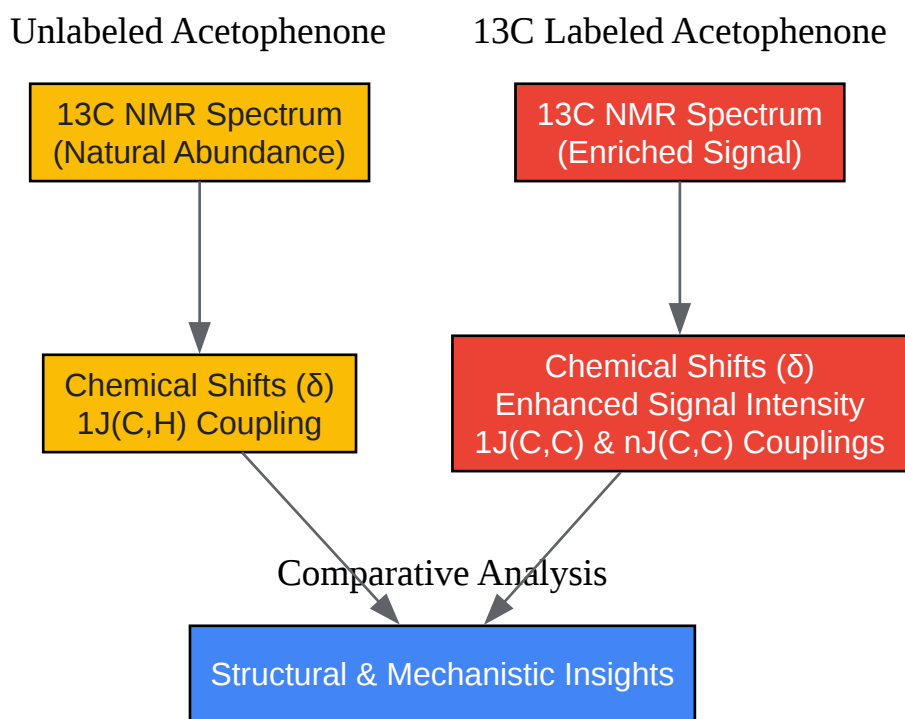 Unlabeled Acetophenone
13C Labeled Acetophenone
13C NMR Spectrum
(Natural Abundance)
13C NMR Spectrum
(Enriched Signal)
Chemical Shifts (δ)
1J(C,H) Coupling
Chemical Shifts (δ)
Enhanced Signal Intensity
1J(C,C) & nJ(C,C) Couplings
Comparative Analysis
Structural & Mechanistic Insights